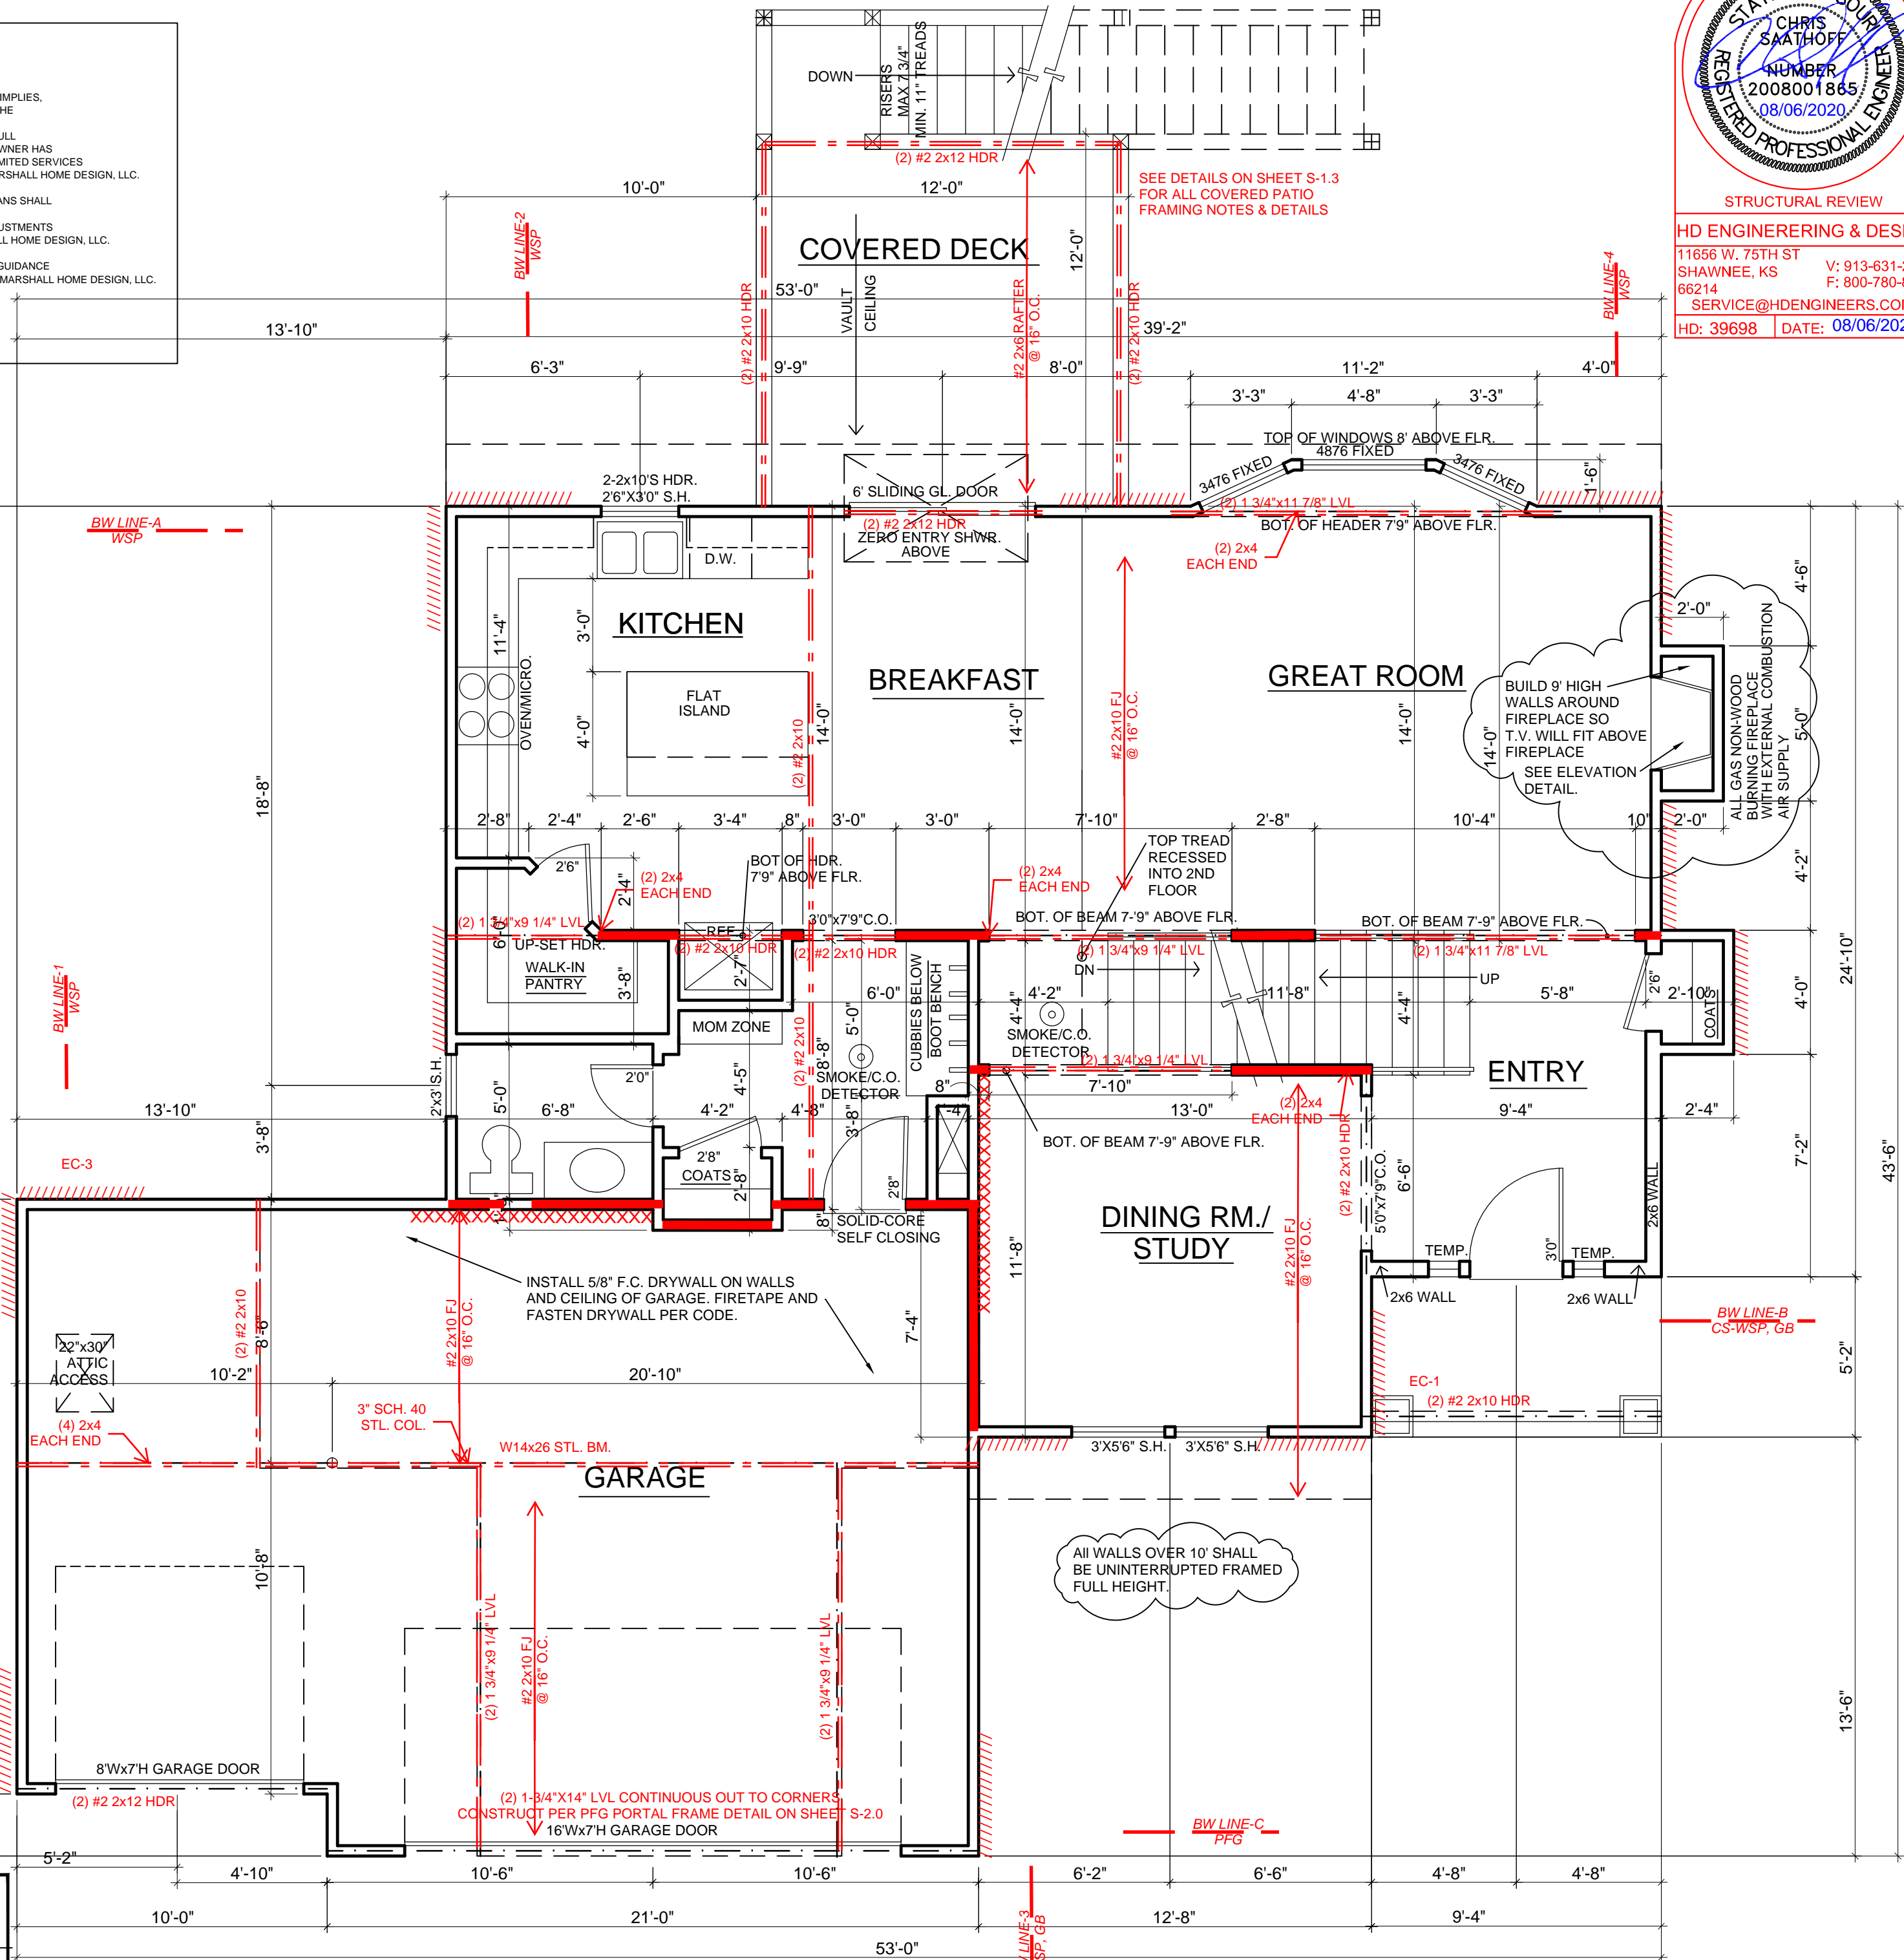 IMPLIES,
THE
FULL
OWNER HAS
LIMITED SERVICES
MARSHALL HOME DESIGN, LLC.
PLANS SHALL
ADJUSTMENTS
HOME DESIGN, LLC.
GUIDANCE
MARSHALL HOME DESIGN, LLC.
CHRIS
SAATHOFF
NUMBER
2008001865
08/06/2020
REGISTERED PROFESSIONAL ENGINEER
STRUCTURAL REVIEW
HD ENGINERERING & DESI
11656 W. 75TH ST
SHAWNEE, KS
66214
V: 913-631-2
F: 800-780-8
SERVICE@HDENGINEERS.COM
HD: 39698
DATE: 08/06/202
DOWN
RISERS
MAX 7 3/4"
MIN. 11" TREADS
(2) #2 2x12 HDR
SEE DETAILS ON SHEET S-1.3
FOR ALL COVERED PATIO
FRAMING NOTES & DETAILS
10'-0"
12'-0"
BW LINE-2
WSP
COVERED DECK
12'-0"
BW LINE-4
WSP
53'-0"
VAULT
CEILING
(2) #2 2x10 HDR
#2 2x6 RAFTER
@ 16" O.C.
(2) #2 2x10 HDR
13'-10"
39'-2"
6'-3"
9'-9"
8'-0"
11'-2"
4'-0"
3'-3"
4'-8"
3'-3"
TOP OF WINDOWS 8' ABOVE FLR.
4876 FIXED
3476 FIXED
3476 FIXED
1'-6"
2-2x10'S HDR.
2'6"X3'0" S.H.
6' SLIDING GL. DOOR
(2) 1 3/4"x11 7/8" LVL
BW LINE-A
WSP
(2) #2 2x12 HDR
ZERO ENTRY SHWR.
ABOVE
BOT. OF HEADER 7'9" ABOVE FLR.
D.W.
(2) 2x4
EACH END
4'-6"
KITCHEN
11'-4"
3'-0"
2'-0"
BREAKFAST
GREAT ROOM
OVEN/MICRO.
FLAT
ISLAND
4'-0"
(2) #2 2x10
14'-0"
14'-0"
#2 2x10 FJ
@ 16" O.C.
14'-0"
14'-0"
BUILD 9' HIGH
WALLS AROUND
FIREPLACE SO
T.V. WILL FIT ABOVE
FIREPLACE
SEE ELEVATION
DETAIL.
ALL GAS NON-WOOD
BURNING FIREPLACE
WITH EXTERNAL COMBUSTION
AIR SUPPLY
5'-0"
18'-8"
2'-8"
2'-4"
2'-6"
3'-4"
8"
3'-0"
3'-0"
7'-10"
2'-8"
10'-4"
10"
2'-0"
2'6"
BOT OF HDR.
7'9" ABOVE FLR.
(2) 2x4
EACH END
2'-4"
(2) 2x4
EACH END
TOP TREAD
RECESSED
INTO 2ND
FLOOR
4'-2"
(2) 1 3/4"x9 1/4" LVL
UP-SET HDR.
6'-0"
REF.
(2) #2 2x10 HDR
3'0"x7'9"C.O.
(2) #2 2x10 HDR
BOT. OF BEAM 7-'9" ABOVE FLR.
(2) 1 3/4"x9 1/4" LVL
BOT. OF BEAM 7'-9" ABOVE FLR.
(2) 1 3/4"x11 7/8" LVL
WALK-IN
PANTRY
3'-8"
2'-7"
6'-0"
CUBBIES BELOW
BOOT BENCH
DN
4'-2"
11'-8"
UP
5'-8"
2'6"
2'-10"
COATS
4'-0"
24'-10"
BW LINE-1
WSP
MOM ZONE
5'-0"
8'-8"
4'-4"
4'-4"
SMOKE/C.O.
DETECTOR
(2) 1 3/4"x9 1/4" LVL
2'x3' S.H.
2'0"
(2) #2 2x10
SMOKE/C.O.
DETECTOR
8"
7'-10"
ENTRY
5'-0"
4'-5"
13'-10"
6'-8"
4'-2"
4'-8"
13'-0"
(2) 2x4
EACH END
9'-4"
2'-4"
3'-8"
3'-8"
BOT. OF BEAM 7'-9" ABOVE FLR.
7'-2"
43'-6"
EC-3
2'8"
COATS
2'-8"
2'8"
(2) #2 2x10 HDR
5'0"x7'9"C.O.
6'-6"
2x6 WALL
8"
SOLID-CORE
SELF CLOSING
DINING RM./
STUDY
11'-8"
#2 2x10 FJ
@ 16" O.C.
TEMP.
3'0"
TEMP.
2x6 WALL
2x6 WALL
INSTALL 5/8" F.C. DRYWALL ON WALLS
AND CEILING OF GARAGE. FIRETAPE AND
FASTEN DRYWALL PER CODE.
BW LINE-B
CS-WSP, GB
(2) #2 2x10
8'-6"
#2 2x10 FJ
@ 16" O.C.
7'-4"
22"x30"
ATTIC
ACCESS
10'-2"
20'-10"
5'-2"
EC-1
(2) #2 2x10 HDR
(4) 2x4
EACH END
3" SCH. 40
STL. COL.
W14x26 STL. BM.
3'X5'6" S.H.
3'X5'6" S.H.
GARAGE
10'-8"
All WALLS OVER 10' SHALL
BE UNINTERRUPTED FRAMED
FULL HEIGHT.
(2) 1 3/4"x9 1/4" LVL
#2 2x10 FJ
@ 16" O.C.
(2) 1 3/4"x9 1/4" LVL
13'-6"
8'Wx7'H GARAGE DOOR
(2) #2 2x12 HDR
(2) 1-3/4"X14" LVL CONTINUOUS OUT TO CORNERS
CONSTRUCT PER PFG PORTAL FRAME DETAIL ON SHEET S-2.0
16'Wx7'H GARAGE DOOR
BW LINE-C
PFG
5'-2"
4'-10"
10'-6"
10'-6"
6'-2"
6'-6"
4'-8"
4'-8"
10'-0"
21'-0"
12'-8"
9'-4"
LINE-3
SP, GB
53'-0"